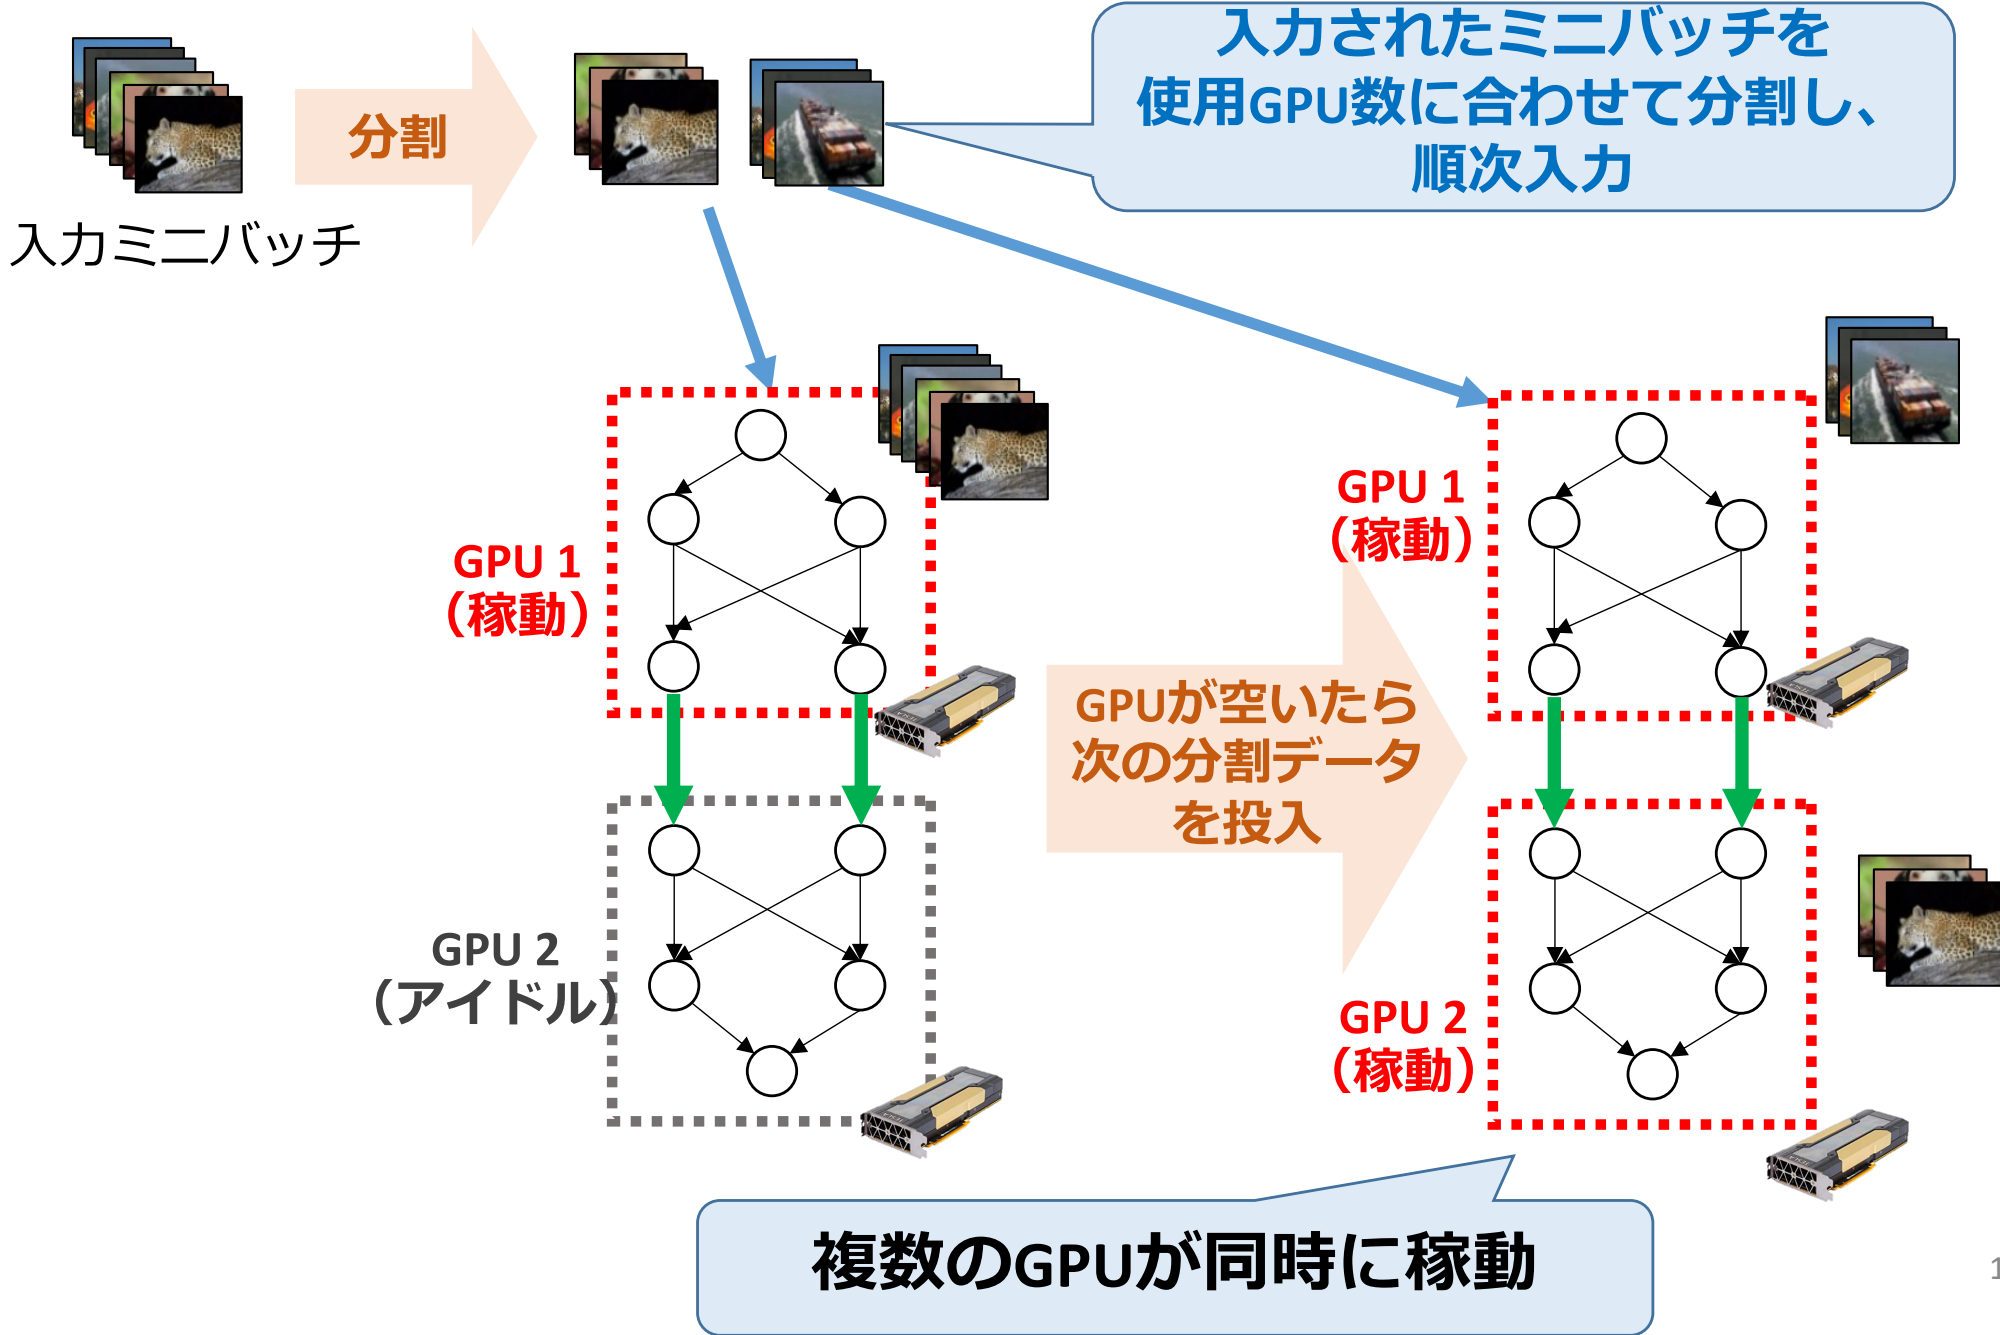 入力されたミニバッチを
使用GPU数に合わせて分割し、
順次入力
分割
入力ミニバッチ
GPU 1
（稼動）
GPU 2
（アイドル）
GPUが空いたら
次の分割データ
を投入
GPU 1
（稼動）
GPU 2
（稼動）
複数のGPUが同時に稼動